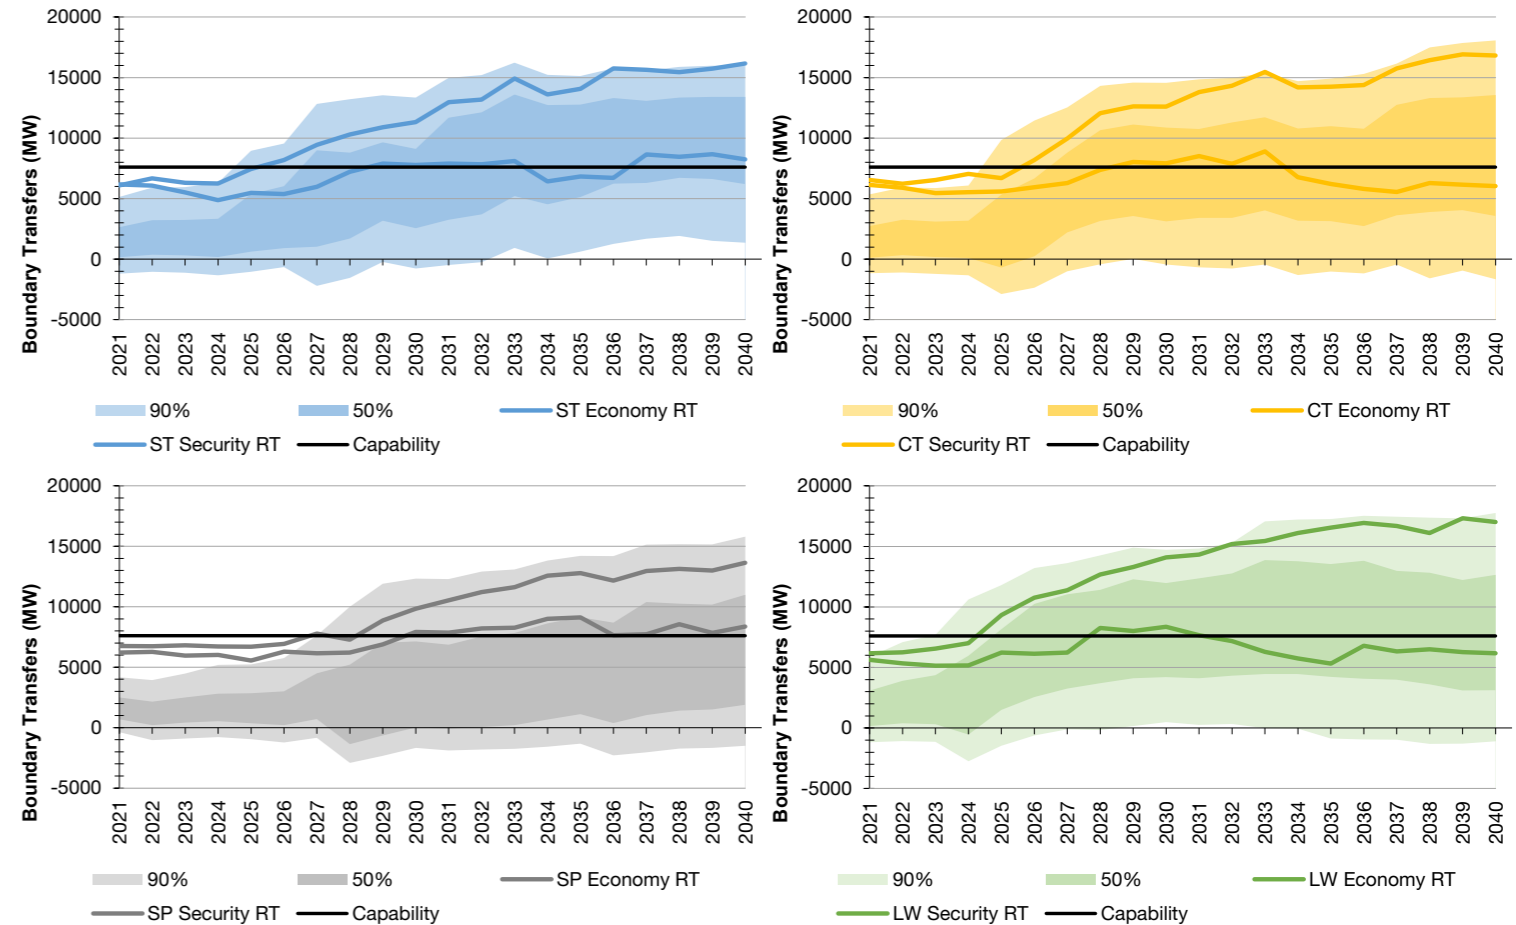 20000
15000
10000
5000
0
-5000
Boundary Transfers (MW)
2021 2022 2023 2024 2025 2026 2027 2028 2029 2030 2031 2032 2033 2034 2035 2036 2037 2038 2039 2040
90% 50% ST Economy RT
ST Security RT Capability
20000
15000
10000
5000
0
-5000
Boundary Transfers (MW)
2021 2022 2023 2024 2025 2026 2027 2028 2029 2030 2031 2032 2033 2034 2035 2036 2037 2038 2039 2040
90% 50% CT Economy RT
CT Security RT Capability
20000
15000
10000
5000
0
-5000
Boundary Transfers (MW)
2021 2022 2023 2024 2025 2026 2027 2028 2029 2030 2031 2032 2033 2034 2035 2036 2037 2038 2039 2040
90% 50% SP Economy RT
SP Security RT Capability
20000
15000
10000
5000
0
-5000
Boundary Transfers (MW)
2021 2022 2023 2024 2025 2026 2027 2028 2029 2030 2031 2032 2033 2034 2035 2036 2037 2038 2039 2040
90% 50% LW Economy RT
LW Security RT Capability